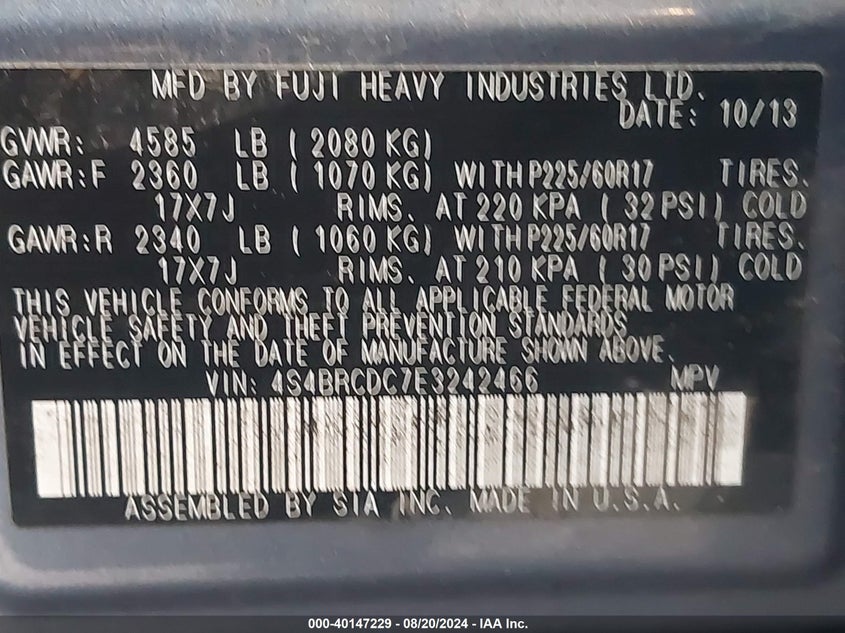 MFD BY FUJI HEAVY INDUSTRIES LTD.
DATE: 10/13
GVWR: 4585 LB ( 2080 KG)
GAWR:F 2360 LB ( 1070 KG) WITH P225/60R17 TIRES.
17X7J RIMS. AT 220 KPA ( 32 PSI) COLD
GAWR:R 2340 LB ( 1060 KG) WITH P225/60R17 TIRES.
17X7J RIMS. AT 210 KPA ( 30 PSI) COLD
THIS VEHICLE CONFORMS TO ALL APPLICABLE FEDERAL MOTOR
VEHICLE SAFETY AND THEFT PREVENTION STANDARDS
IN EFFECT ON THE DATE OF MANUFACTURE SHOWN ABOVE.
VIN: 4S4BRCDC7E3242466 MPV
ASSEMBLED BY SIA INC. MADE IN U.S.A.
000-40147229 - 08/20/2024 - IAA Inc.